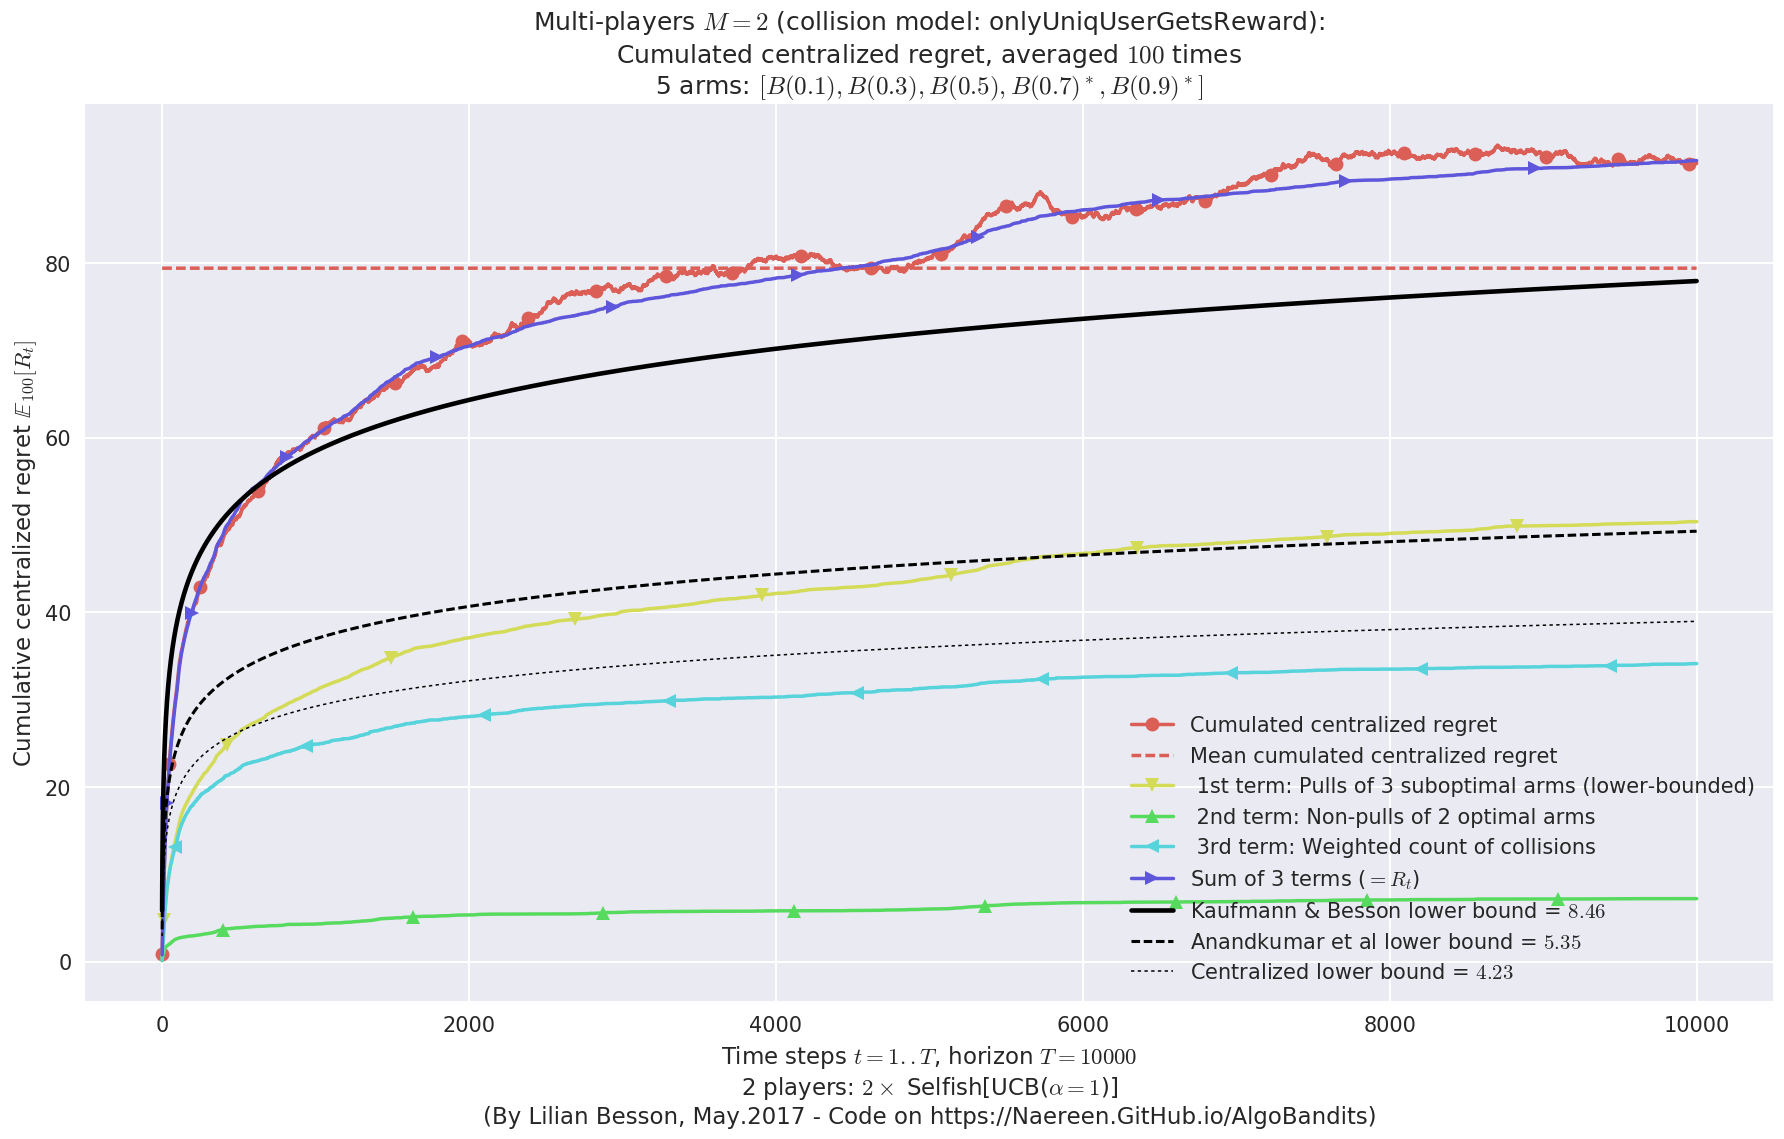 Multi-players M = 2 (collision model: onlyUniqUserGetsReward):
Cumulated centralized regret, averaged 100 times
5 arms: [B(0.1), B(0.3), B(0.5), B(0.7)*, B(0.9)*]
Cumulative centralized regret 𝔼₁₀₀[Rₜ]
80
60
40
20
0
Cumulated centralized regret
Mean cumulated centralized regret
1st term: Pulls of 3 suboptimal arms (lower-bounded)
2nd term: Non-pulls of 2 optimal arms
3rd term: Weighted count of collisions
Sum of 3 terms ( = Rₜ)
Kaufmann & Besson lower bound = 8.46
Anandkumar et al lower bound = 5.35
Centralized lower bound = 4.23
0 2000 4000 6000 8000 10000
Time steps t = 1..T, horizon T = 10000
2 players: 2 × Selfish[UCB(α = 1)]
(By Lilian Besson, May.2017 - Code on https://Naereen.GitHub.io/AlgoBandits)